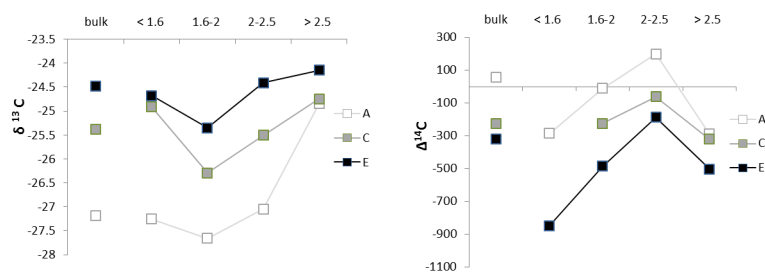 bulk < 1.6 1.6-2 2-2.5 > 2.5
-23.5
-24
-24.5
-25
-25.5
-26
-26.5
-27
-27.5
-28
δ ¹³ C
A
C
E
bulk < 1.6 1.6-2 2-2.5 > 2.5
300
100
-100
-300
-500
-700
-900
-1100
Δ¹⁴C
A
C
E